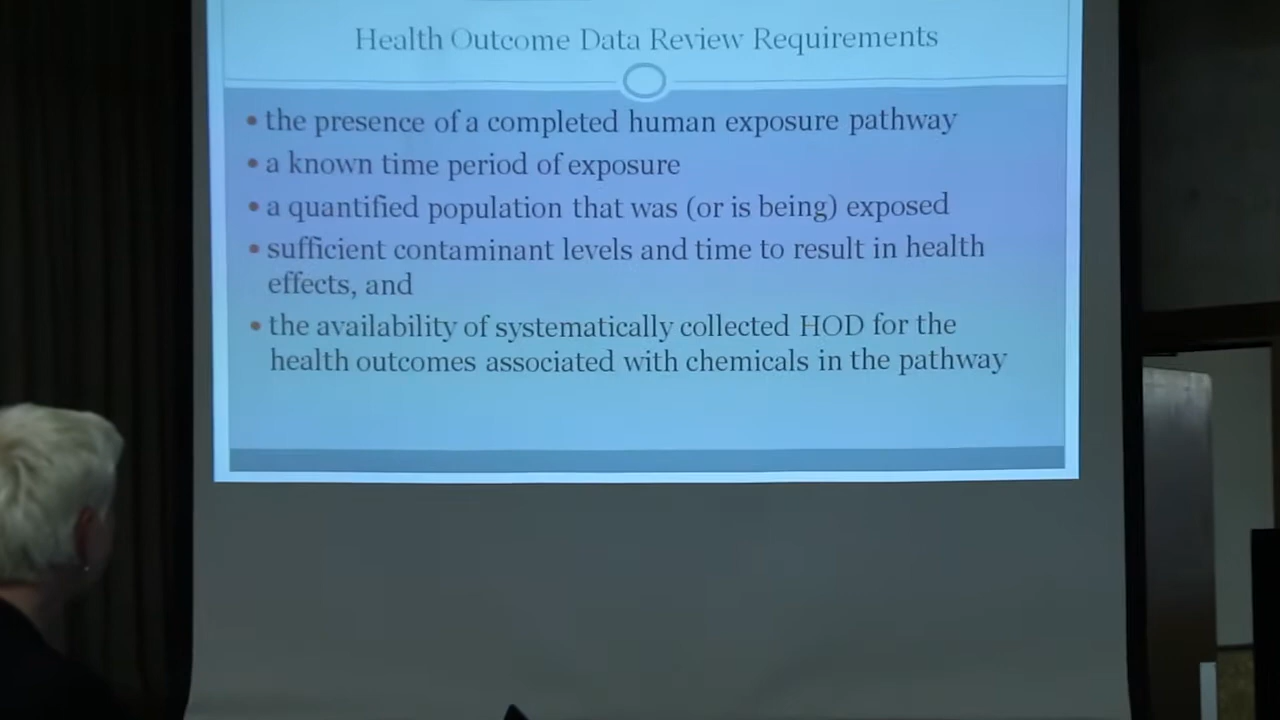 Health Outcome Data Review Requirements
• the presence of a completed human exposure pathway
• a known time period of exposure
• a quantified population that was (or is being) exposed
• sufficient contaminant levels and time to result in health
effects, and
• the availability of systematically collected HOD for the
health outcomes associated with chemicals in the pathway